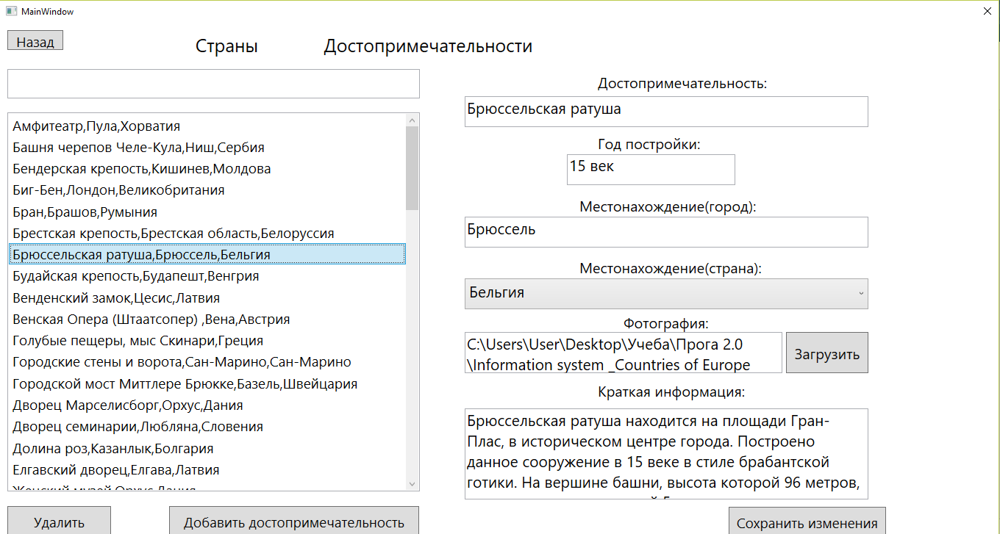 MainWindow
Назад
Страны
Достопримечательности
Амфитеатр,Пула,Хорватия
Башня черепов Челе-Кула,Ниш,Сербия
Бендерская крепость,Кишинев,Молдова
Биг-Бен,Лондон,Великобритания
Бран,Брашов,Румыния
Брестская крепость,Брестская область,Белоруссия
Брюссельская ратуша,Брюссель,Бельгия
Будайская крепость,Будапешт,Венгрия
Венденский замок,Цесис,Латвия
Венская Опера (Штаатсопер) ,Вена,Австрия
Голубые пещеры, мыс Скинари,Греция
Городские стены и ворота,Сан-Марино,Сан-Марино
Городской мост Миттлере Брюкке,Базель,Швейцария
Дворец Марселисборг,Орхус,Дания
Дворец семинарии,Любляна,Словения
Долина роз,Казанлык,Болгария
Елгавский дворец,Елгава,Латвия
Женский музей,Орхус,Дания
Удалить
Добавить достопримечательность
Достопримечательность:
Брюссельская ратуша
Год постройки:
15 век
Местонахождение(город):
Брюссель
Местонахождение(страна):
Бельгия
Фотография:
C:\Users\User\Desktop\Учеба\Прога 2.0
\Information system _Countries of Europe
Загрузить
Краткая информация:
Брюссельская ратуша находится на площади Гран-
Плас, в историческом центре города. Построено
данное сооружение в 15 веке в стиле брабантской
готики. На вершине башни, высота которой 96 метров,
Сохранить изменения